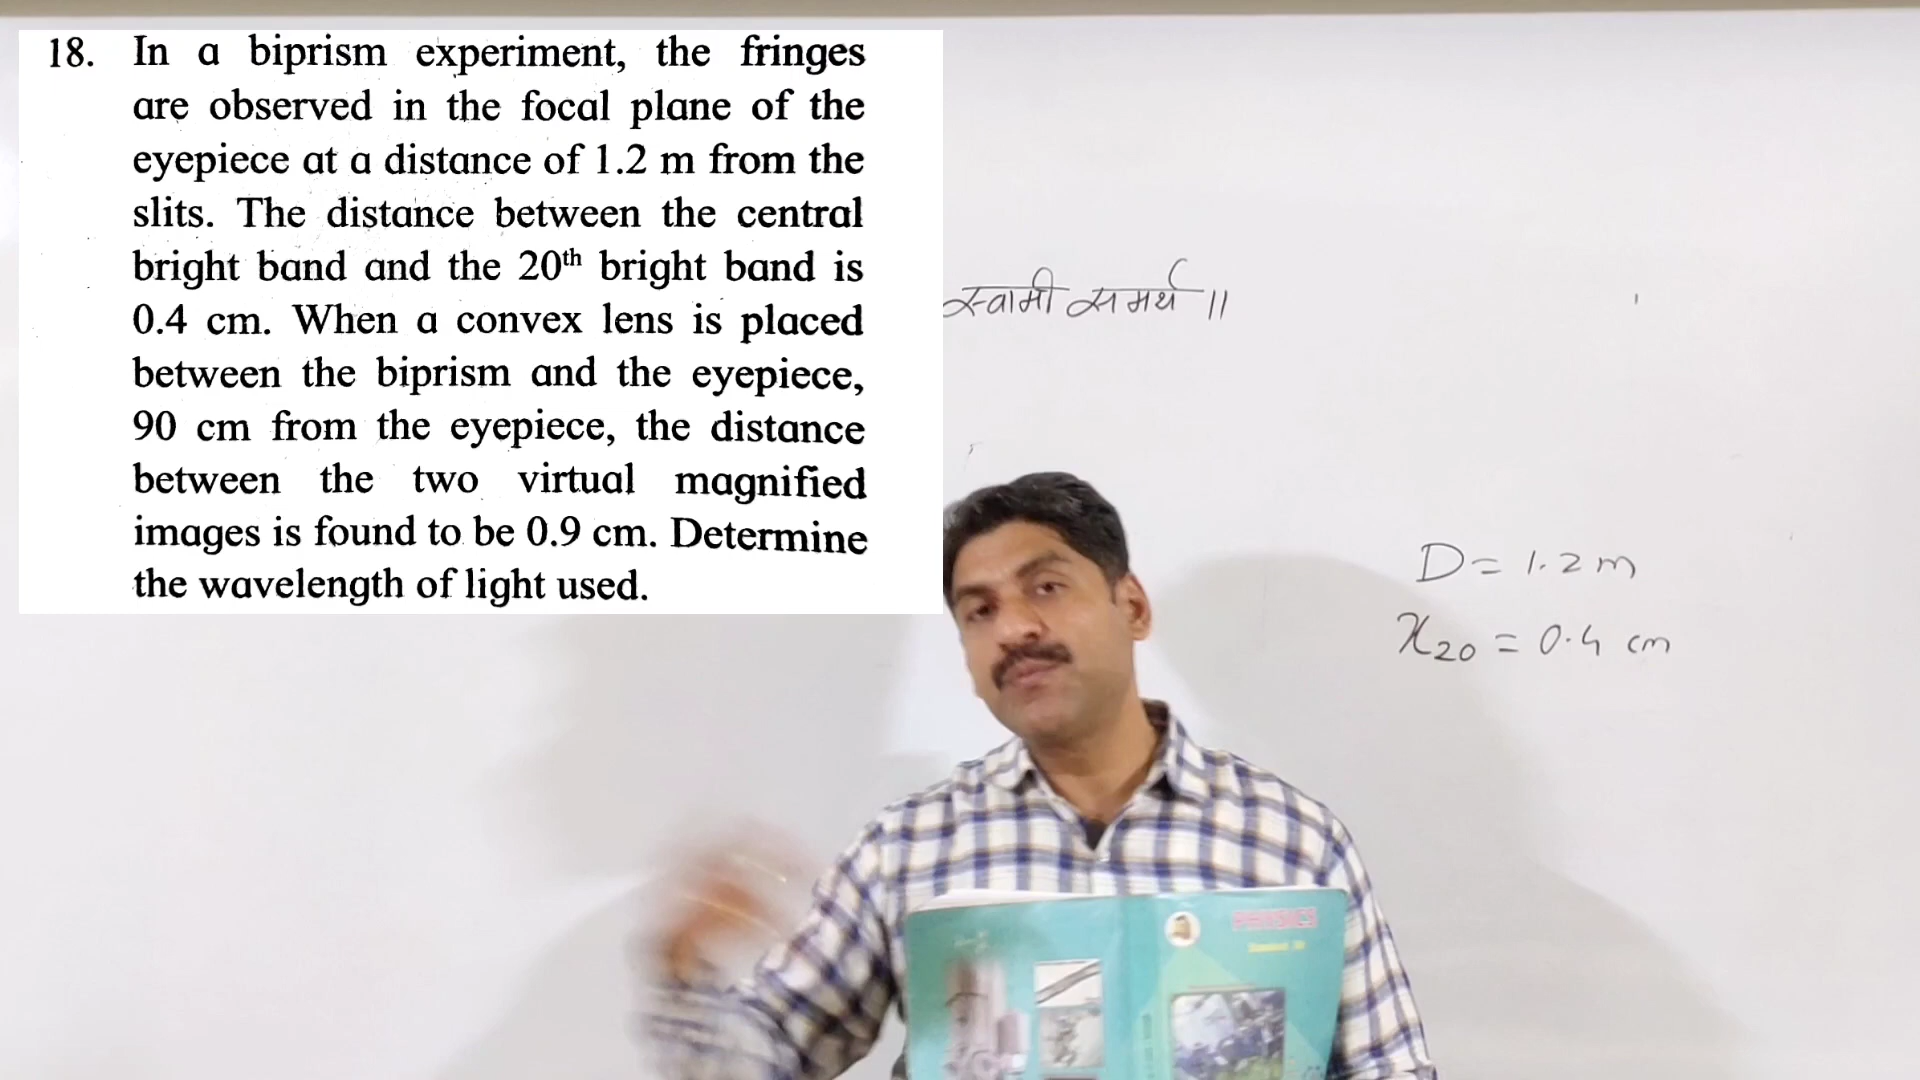 18. In a biprism experiment, the fringes
are observed in the focal plane of the
eyepiece at a distance of 1.2 m from the
slits. The distance between the central
bright band and the 20th bright band is
0.4 cm. When a convex lens is placed
between the biprism and the eyepiece,
90 cm from the eyepiece, the distance
between the two virtual magnified
images is found to be 0.9 cm. Determine
the wavelength of light used.
स्वामी समर्थ ॥
D = 1.2 m
x20 = 0.4 cm
PHYSICS